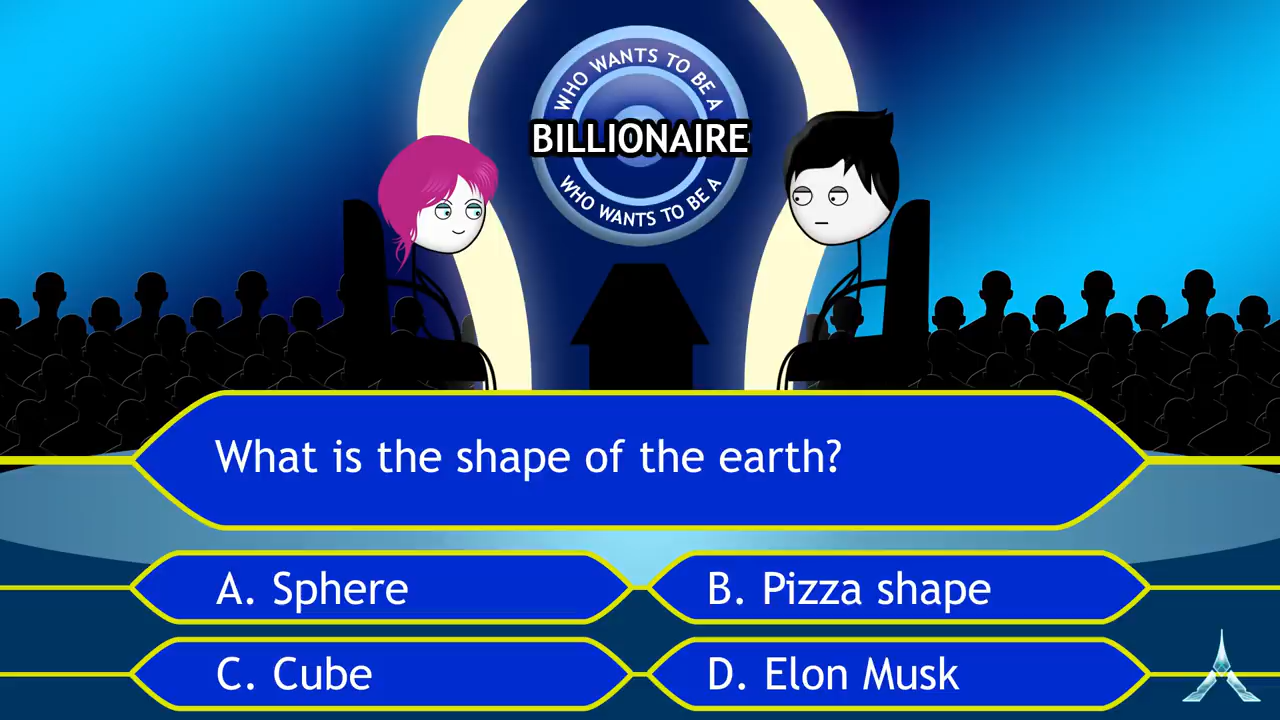 WHO WANTS TO BE A
BILLIONAIRE
WHO WANTS TO BE A
What is the shape of the earth?
A. Sphere
B. Pizza shape
C. Cube
D. Elon Musk